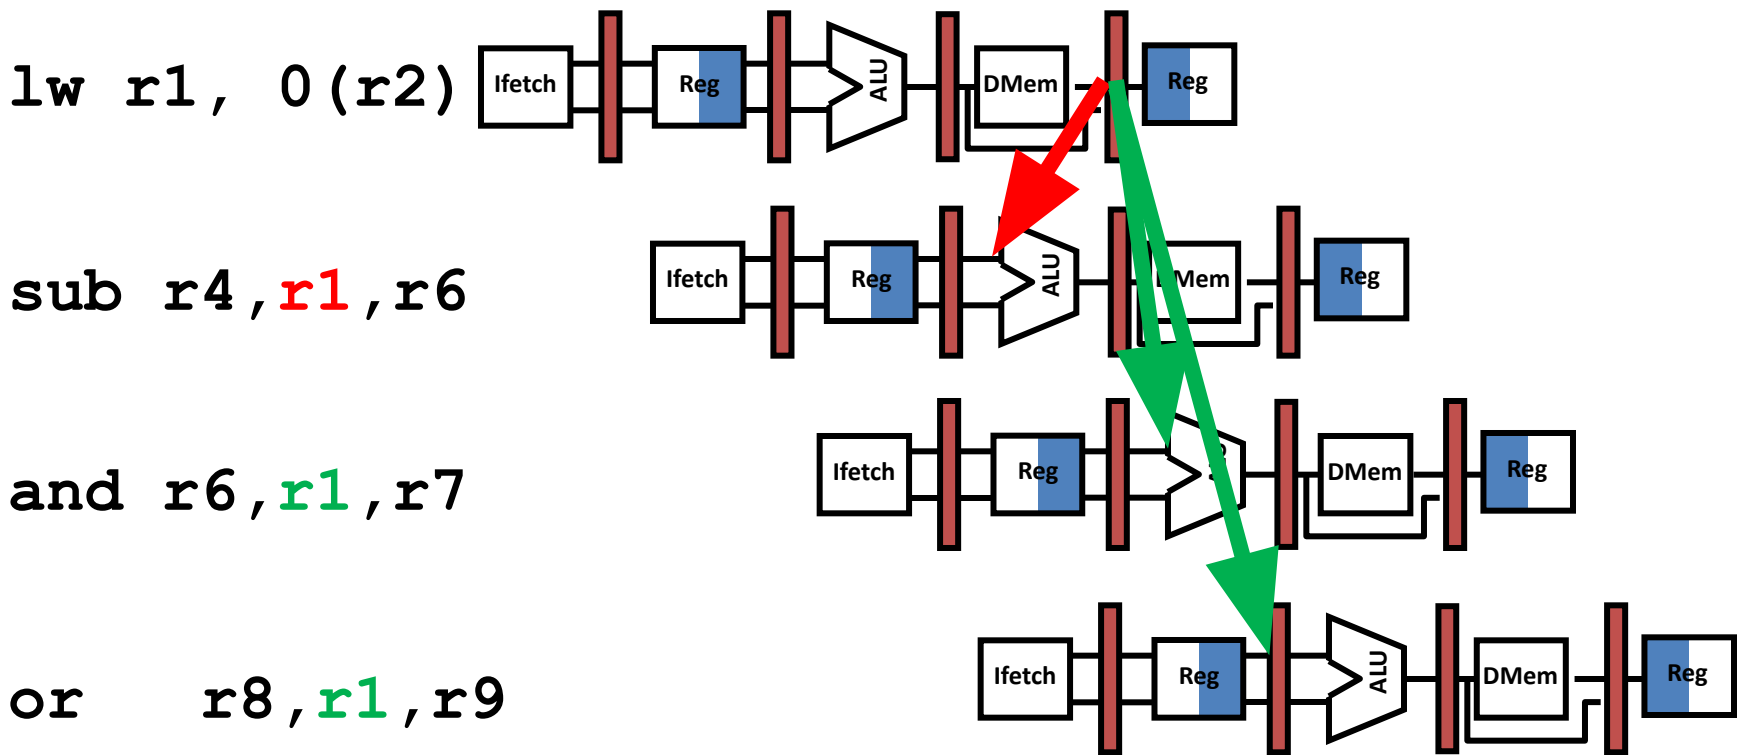 lw r1, 0(r2) Ifetch Reg ALU DMem Reg
sub r4,r1,r6 Ifetch Reg ALU DMem Reg
and r6,r1,r7 Ifetch Reg DMem Reg
or r8,r1,r9 Ifetch Reg ALU DMem Reg